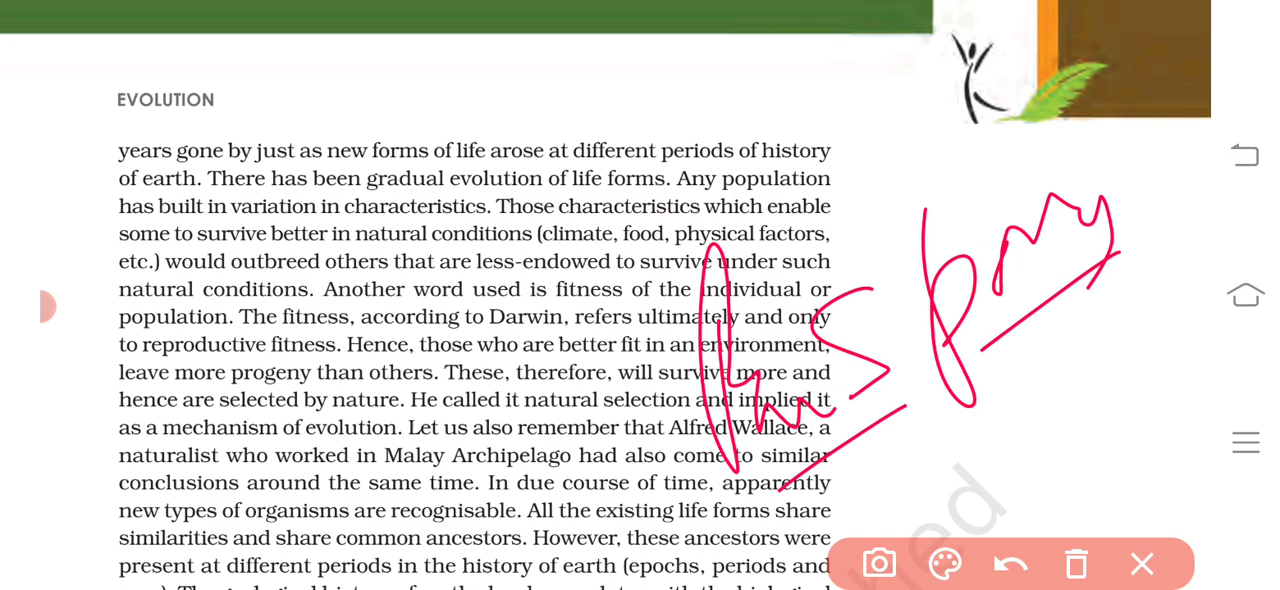 EVOLUTION
years gone by just as new forms of life arose at different periods of history
of earth. There has been gradual evolution of life forms. Any population
has built in variation in characteristics. Those characteristics which enable
some to survive better in natural conditions (climate, food, physical factors,
etc.) would outbreed others that are less-endowed to survive under such
natural conditions. Another word used is fitness of the individual or
population. The fitness, according to Darwin, refers ultimately and only
to reproductive fitness. Hence, those who are better fit in an environment,
leave more progeny than others. These, therefore, will survive more and
hence are selected by nature. He called it natural selection and implied it
as a mechanism of evolution. Let us also remember that Alfred Wallace, a
naturalist who worked in Malay Archipelago had also come to similar
conclusions around the same time. In due course of time, apparently
new types of organisms are recognisable. All the existing life forms share
similarities and share common ancestors. However, these ancestors were
present at different periods in the history of earth (epochs, periods and